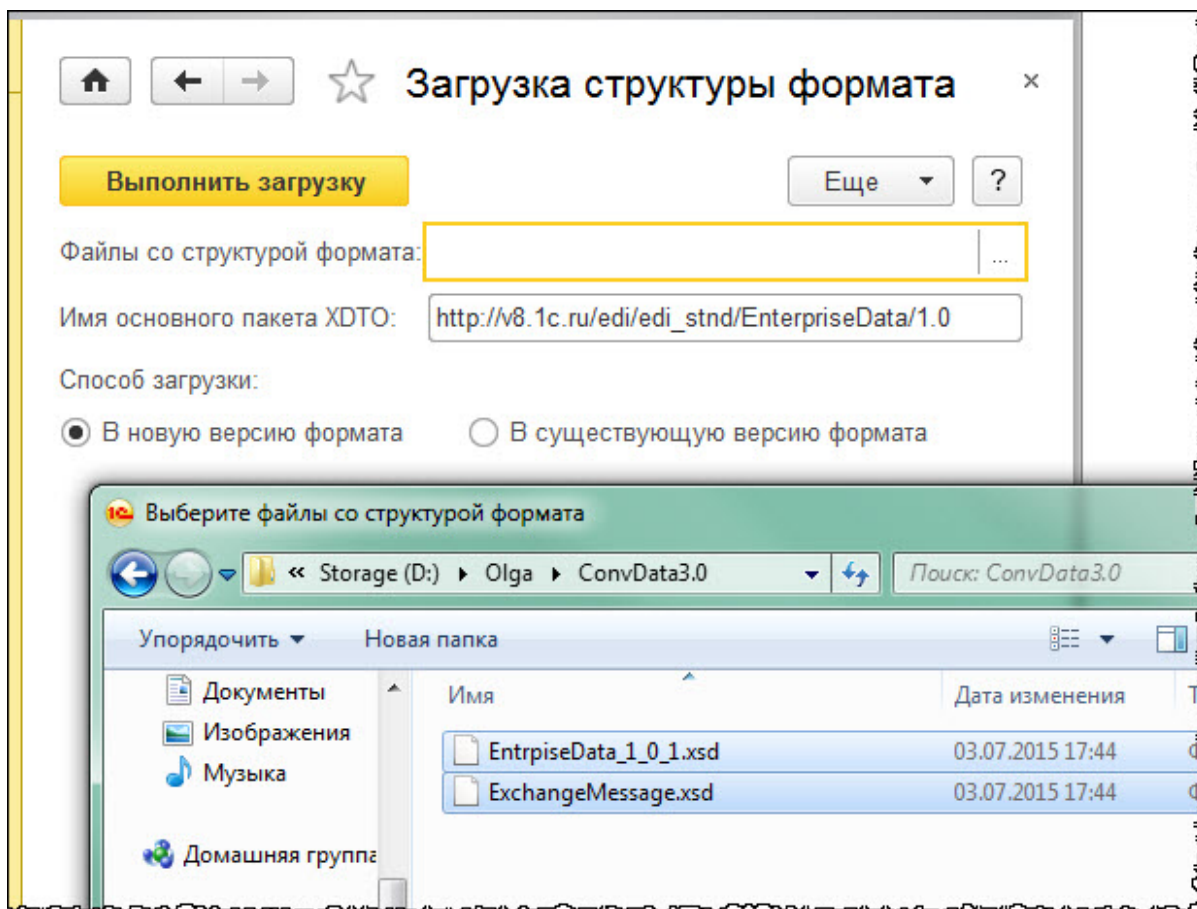 Загрузка структуры формата
Выполнить загрузку
Еще
?
Файлы со структурой формата:
...
Имя основного пакета XDTO: http://v8.1c.ru/edi/edi_stnd/EnterpriseData/1.0
Способ загрузки:
В новую версию формата В существующую версию формата
1С Выберите файлы со структурой формата
« Storage (D:) Olga ConvData3.0 Поиск: ConvData3.0
Упорядочить Новая папка
Документы
Изображения
Музыка
Домашняя группа
Имя Дата изменения
EntrpiseData_1_0_1.xsd 03.07.2015 17:44
ExchangeMessage.xsd 03.07.2015 17:44